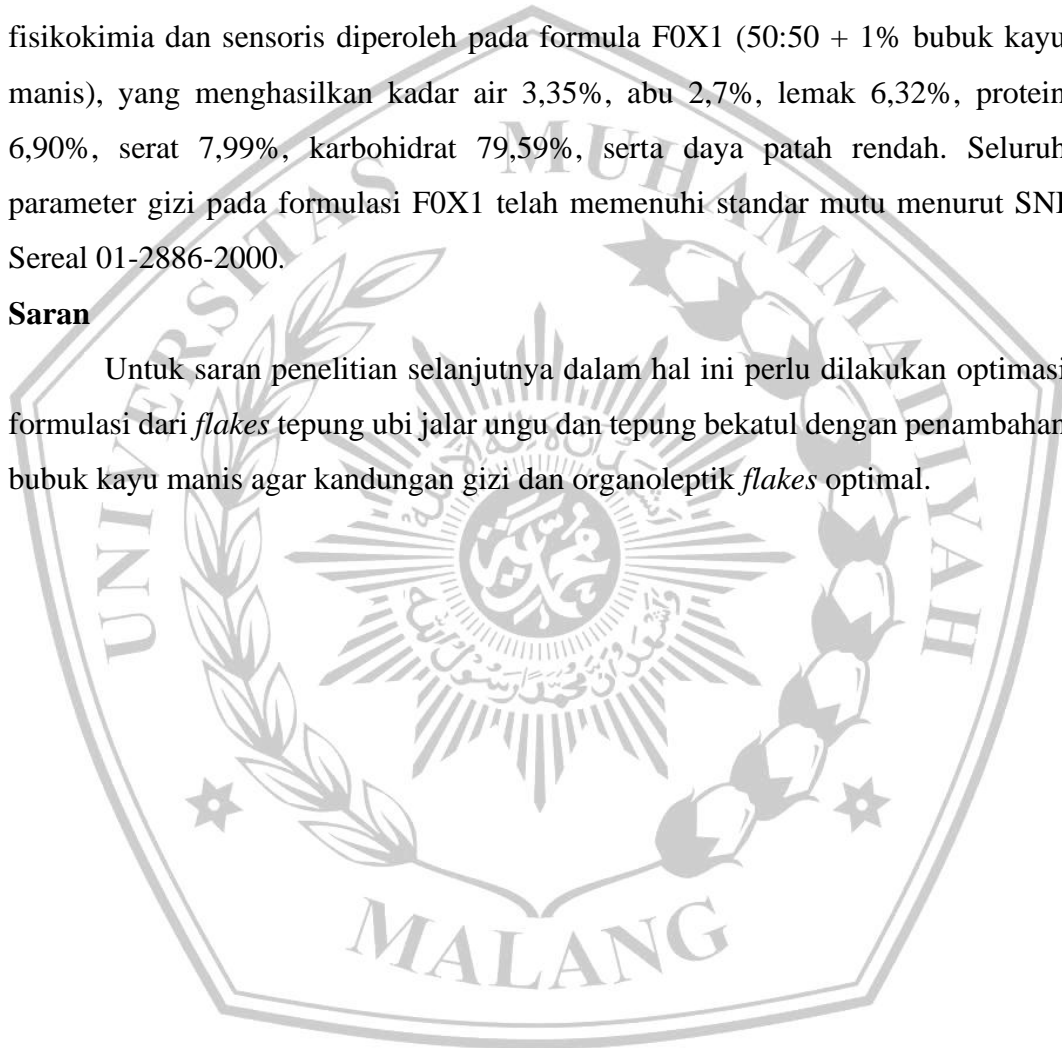 fisikokimia dan sensoris diperoleh pada formula F0X1 (50:50 + 1% bubuk kayu
manis), yang menghasilkan kadar air 3,35%, abu 2,7%, lemak 6,32%, protein
6,90%, serat 7,99%, karbohidrat 79,59%, serta daya patah rendah. Seluruh
parameter gizi pada formulasi F0X1 telah memenuhi standar mutu menurut SNI
Sereal 01-2886-2000.
Saran
Untuk saran penelitian selanjutnya dalam hal ini perlu dilakukan optimasi
formulasi dari flakes tepung ubi jalar ungu dan tepung bekatul dengan penambahan
bubuk kayu manis agar kandungan gizi dan organoleptik flakes optimal.
UNIVERSITAS MUHAMMADIYAH
MALANG